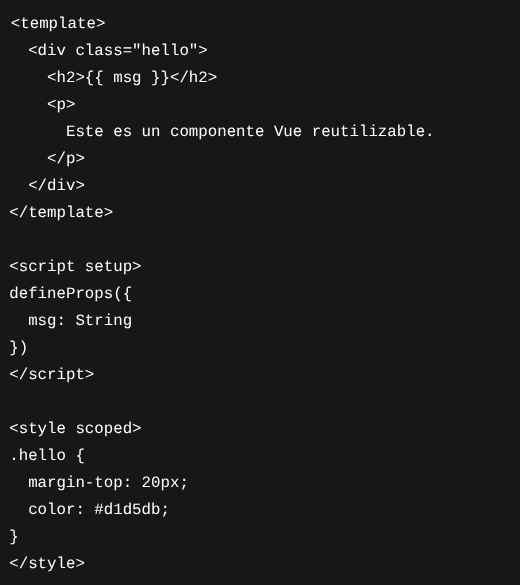 <template>
  <div class="hello">
    <h2>{{ msg }}</h2>
    <p>
      Este es un componente Vue reutilizable.
    </p>
  </div>
</template>

<script setup>
defineProps({
  msg: String
})
</script>

<style scoped>
.hello {
  margin-top: 20px;
  color: #d1d5db;
}
</style>